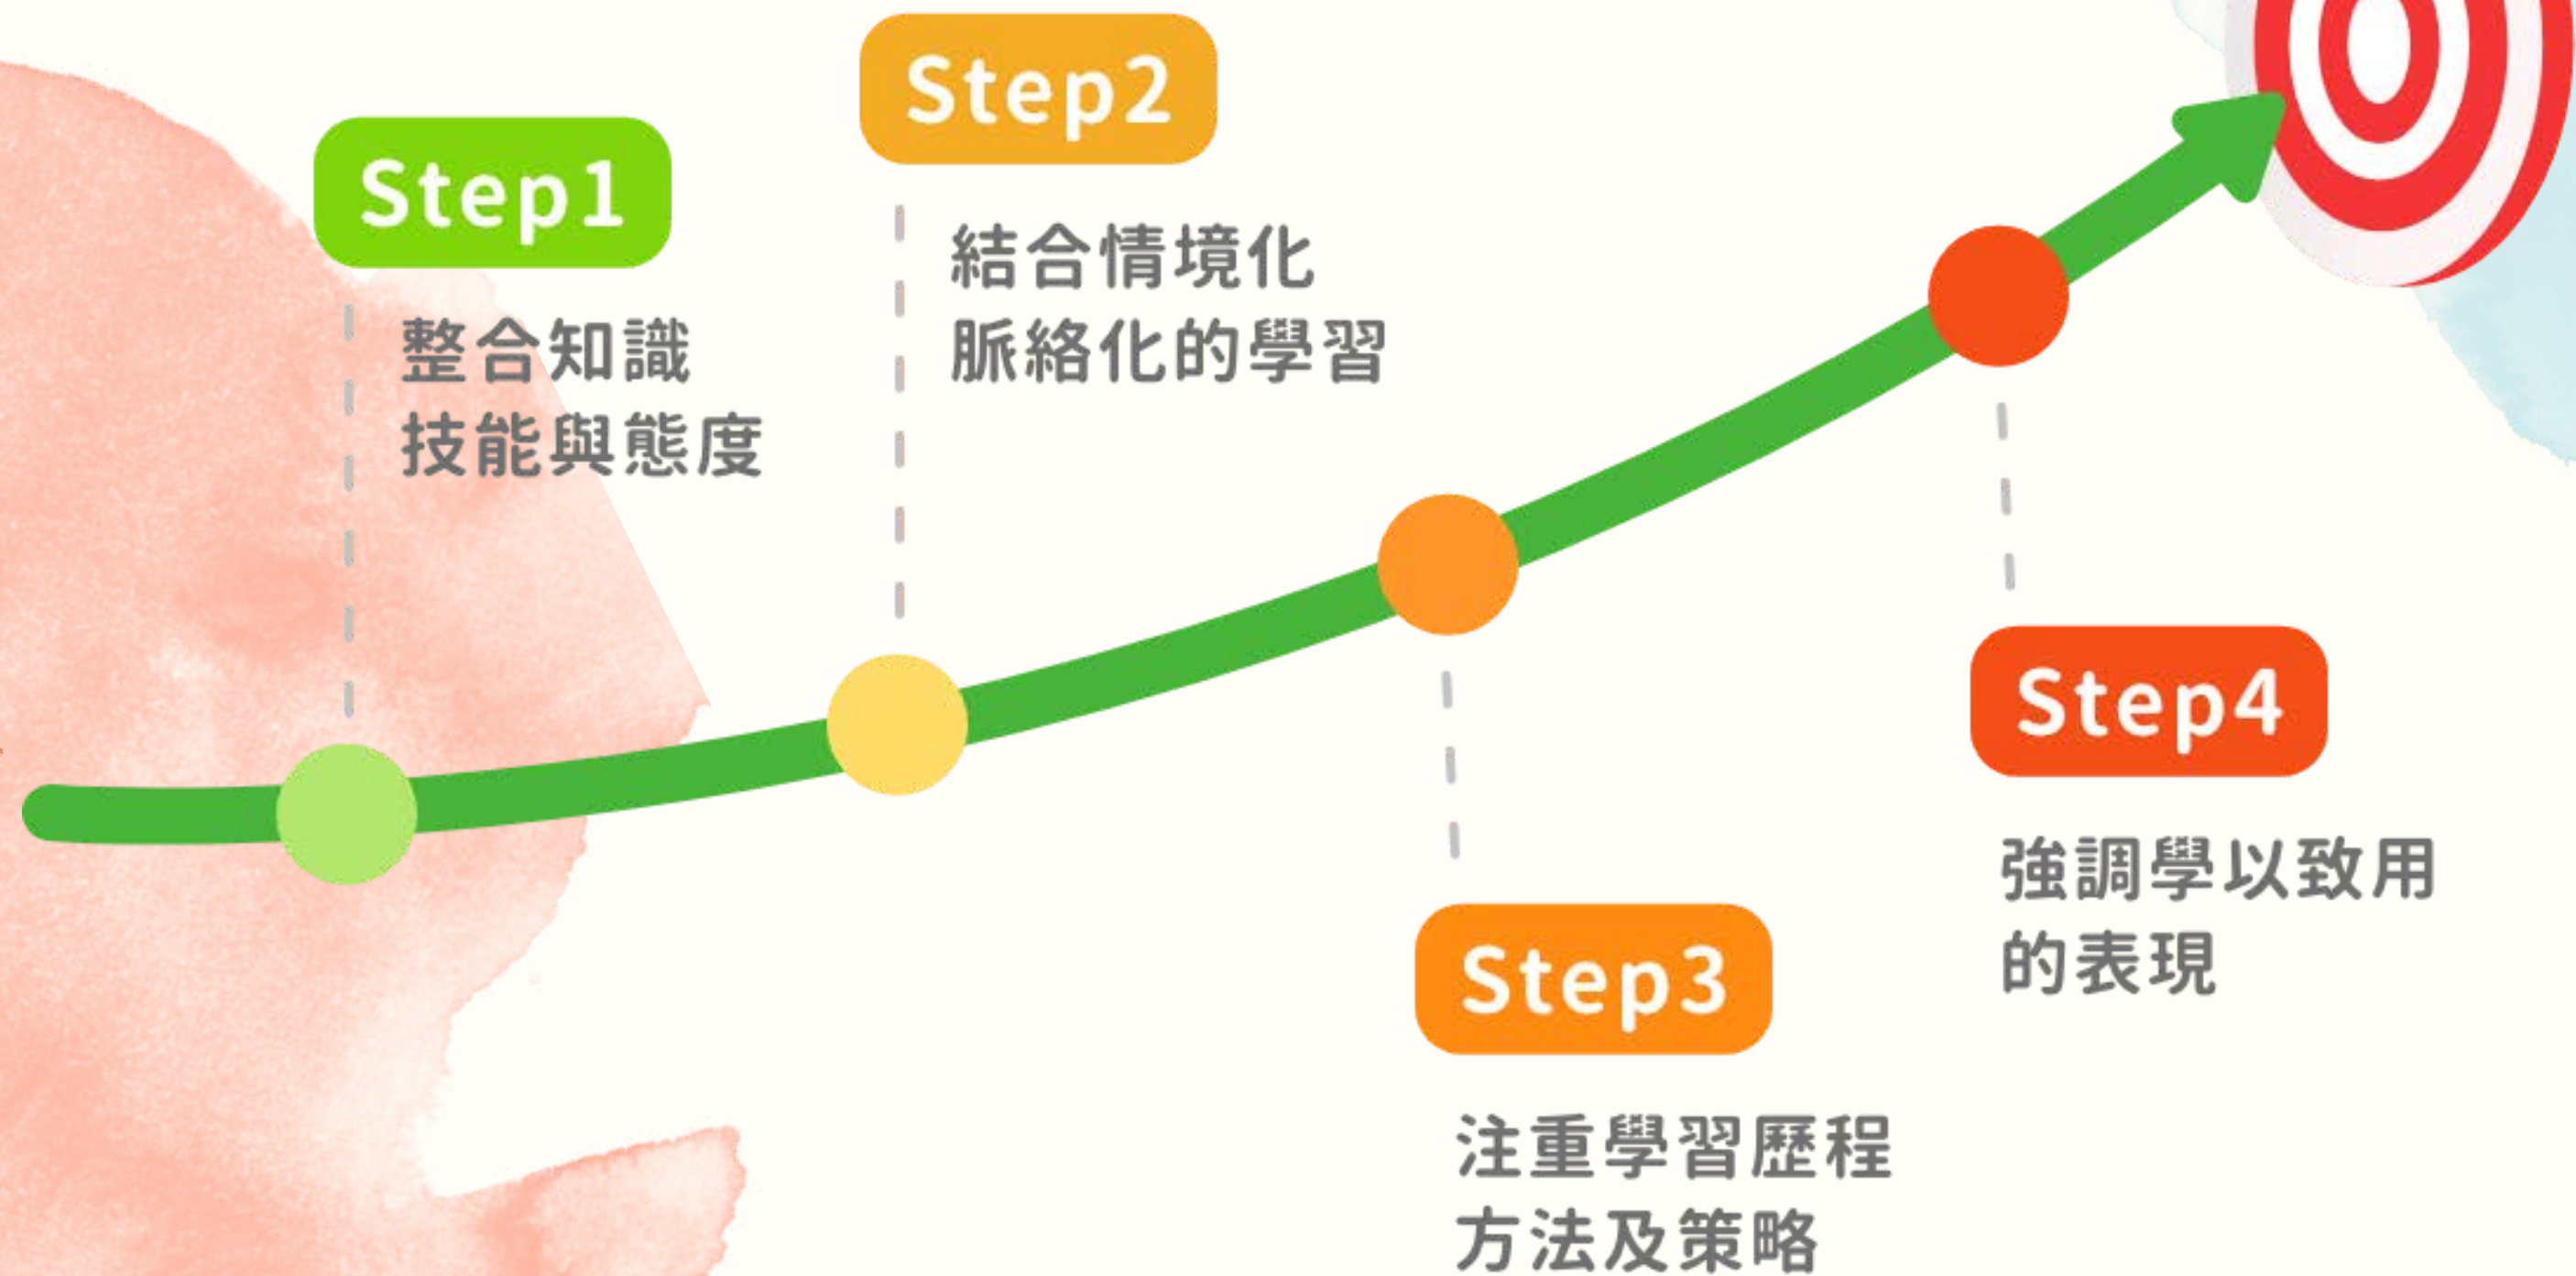 Step1
整合知識
技能與態度
Step2
結合情境化
脈絡化的學習
Step3
注重學習歷程
方法及策略
Step4
強調學以致用
的表現